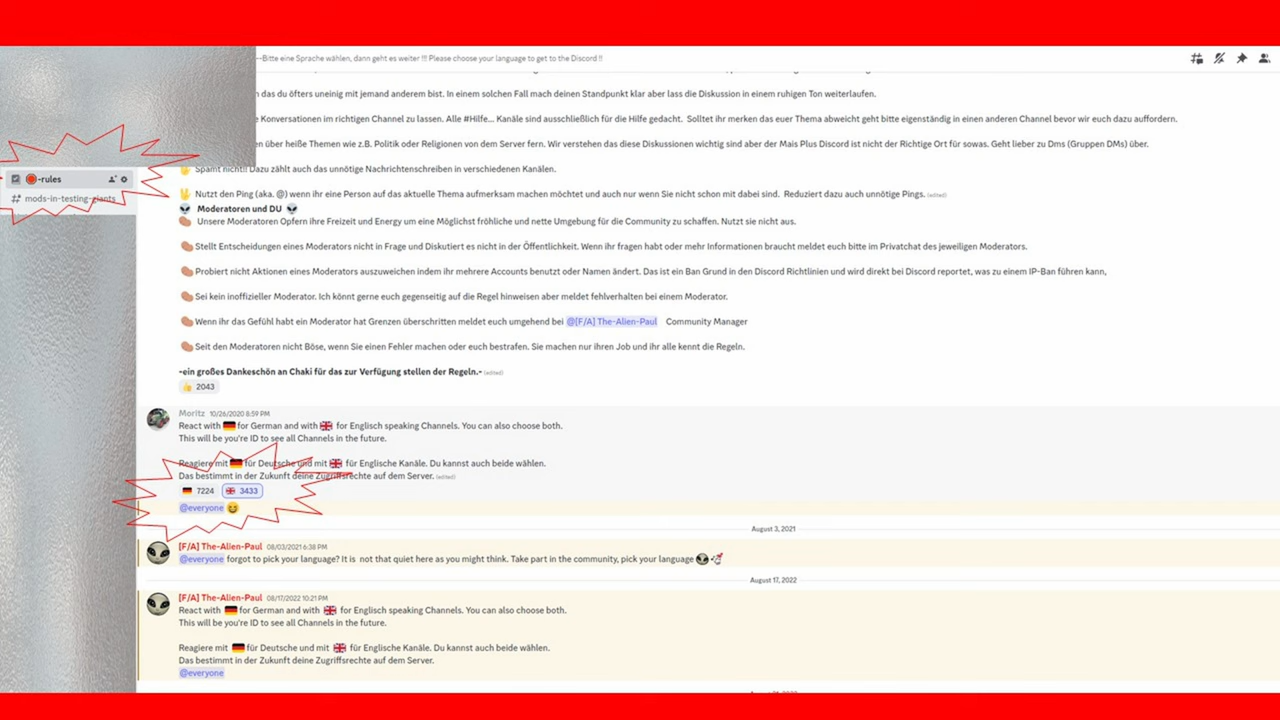 --Bitte eine Sprache wählen, dann geht es weiter !!! Please choose your language to get to the Discord !!
das du öfters uneinig mit jemand anderem bist. In einem solchen Fall mach deinen Standpunkt klar aber lass die Diskussion in einem ruhigen Ton weiterlaufen.
Konversationen im richtigen Channel zu lassen. Alle #Hilfe... Kanäle sind ausschließlich für die Hilfe gedacht. Solltet ihr merken das euer Thema abweicht geht bitte eigenständig in einen anderen Channel bevor wir euch dazu auffordern.
über heiße Themen wie z.B. Politik oder Religionen von dem Server fern. Wir verstehen das diese Diskussionen wichtig sind aber der Mais Plus Discord ist nicht der Richtige Ort für sowas. Geht lieber zu Dms (Gruppen DMs) über.
-rules
mods-in-testing-giants
Spamt nicht!! Dazu zählt auch das unnötige Nachrichtenschreiben in verschiedenen Kanälen.
Nutzt den Ping (aka. @) wenn ihr eine Person auf das aktuelle Thema aufmerksam machen möchtet und auch nur wenn Sie nicht schon mit dabei sind. Reduziert dazu auch unnötige Pings. (edited)
Moderatoren und DU
Unsere Moderatoren Opfern ihre Freizeit und Energy um eine Möglichst fröhliche und nette Umgebung für die Community zu schaffen. Nutzt sie nicht aus.
Stellt Entscheidungen eines Moderators nicht in Frage und Diskutiert es nicht in der Öffentlichkeit. Wenn ihr fragen habt oder mehr Informationen braucht meldet euch bitte im Privatchat des jeweiligen Moderators.
Probiert nicht Aktionen eines Moderators auszuweichen indem ihr mehrere Accounts benutzt oder Namen ändert. Das ist ein Ban Grund in den Discord Richtlinien und wird direkt bei Discord reportet, was zu einem IP-Ban führen kann,
Sei kein inoffizieller Moderator. Ich könnt gerne euch gegenseitig auf die Regel hinweisen aber meldet fehlverhalten bei einem Moderator.
Wenn ihr das Gefühl habt ein Moderator hat Grenzen überschritten meldet euch umgehend bei @[F/A] The-Alien-Paul Community Manager
Seit den Moderatoren nicht Böse, wenn Sie einen Fehler machen oder euch bestrafen. Sie machen nur ihren Job und ihr alle kennt die Regeln.
-ein großes Dankeschön an Chaki für das zur Verfügung stellen der Regeln.- (edited)
2043
Moritz 10/26/2020 8:59 PM
React with for German and with for Englisch speaking Channels. You can also choose both.
This will be you're ID to see all Channels in the future.
Reagiere mit für Deutsche und mit für Englische Kanäle. Du kannst auch beide wählen.
Das bestimmt in der Zukunft deine Zugriffsrechte auf dem Server. (edited)
7224 3433
@everyone
August 3, 2021
[F/A] The-Alien-Paul 08/03/2021 6:38 PM
@everyone forgot to pick your language? It is not that quiet here as you might think. Take part in the community, pick your language
August 17, 2022
[F/A] The-Alien-Paul 08/17/2022 10:21 PM
React with for German and with for Englisch speaking Channels. You can also choose both.
This will be you're ID to see all Channels in the future.
Reagiere mit für Deutsche und mit für Englische Kanäle. Du kannst auch beide wählen.
Das bestimmt in der Zukunft deine Zugriffsrechte auf dem Server.
@everyone